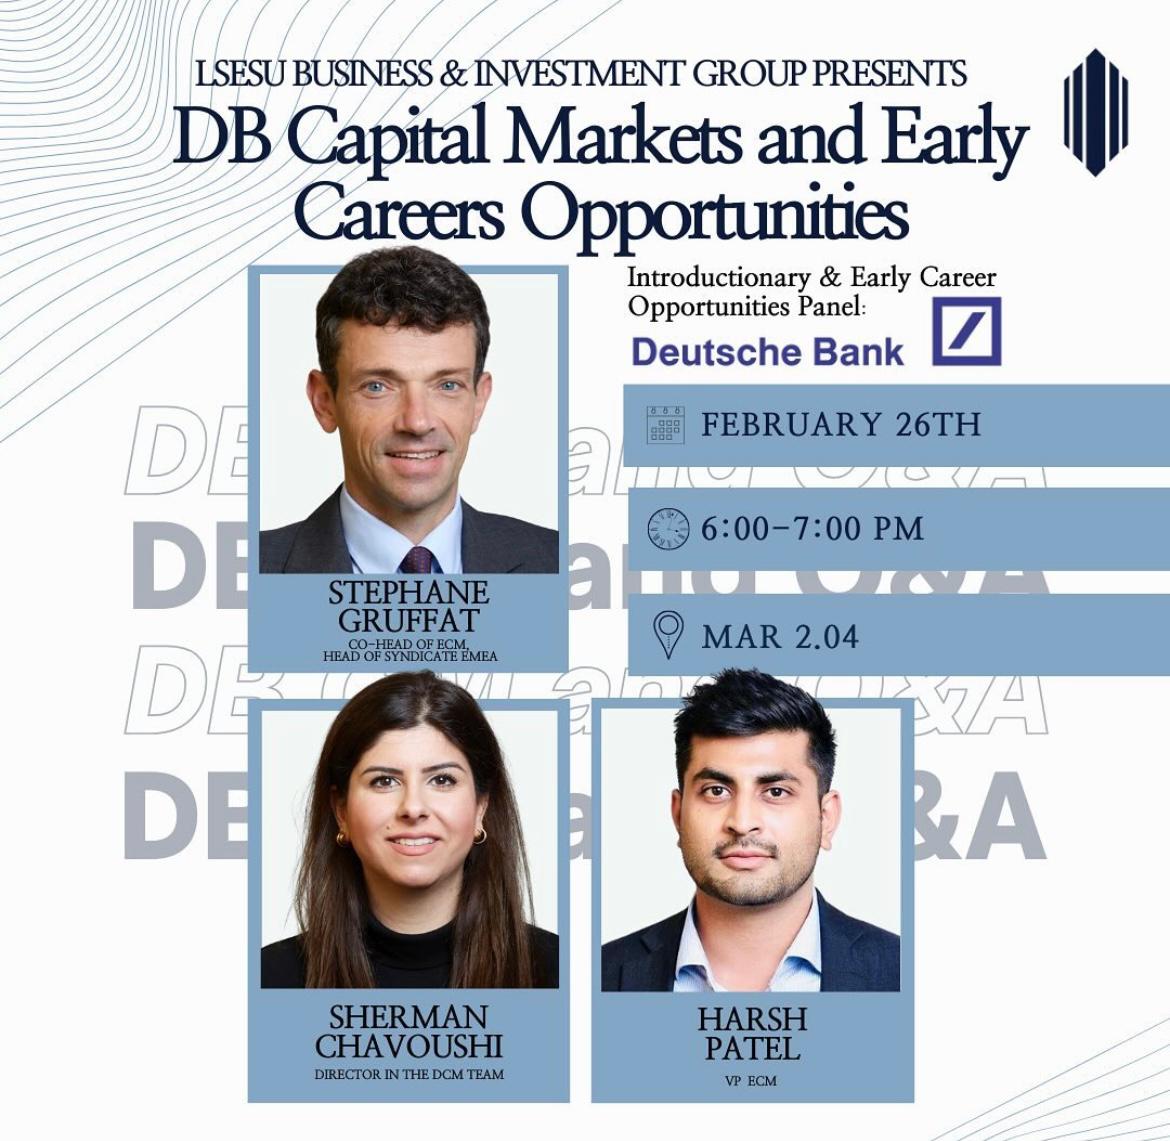 LSESU BUSINESS & INVESTMENT GROUP PRESENTS
DB Capital Markets and Early
Careers Opportunities
Introductionary & Early Career
Opportunities Panel:
Deutsche Bank
FEBRUARY 26TH
6:00-7:00 PM
MAR 2.04
STEPHANE
GRUFFAT
CO-HEAD OF ECM,
HEAD OF SYNDICATE EMEA
SHERMAN
CHAVOUSHI
DIRECTOR IN THE DCM TEAM
HARSH
PATEL
VP ECM